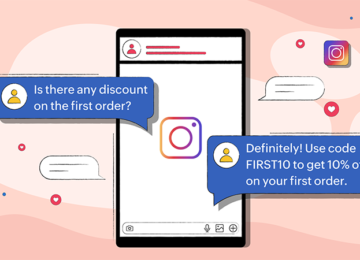 Is there any discount
on the first order?
Definitely! Use code
FIRST10 to get 10% of
on your first order.